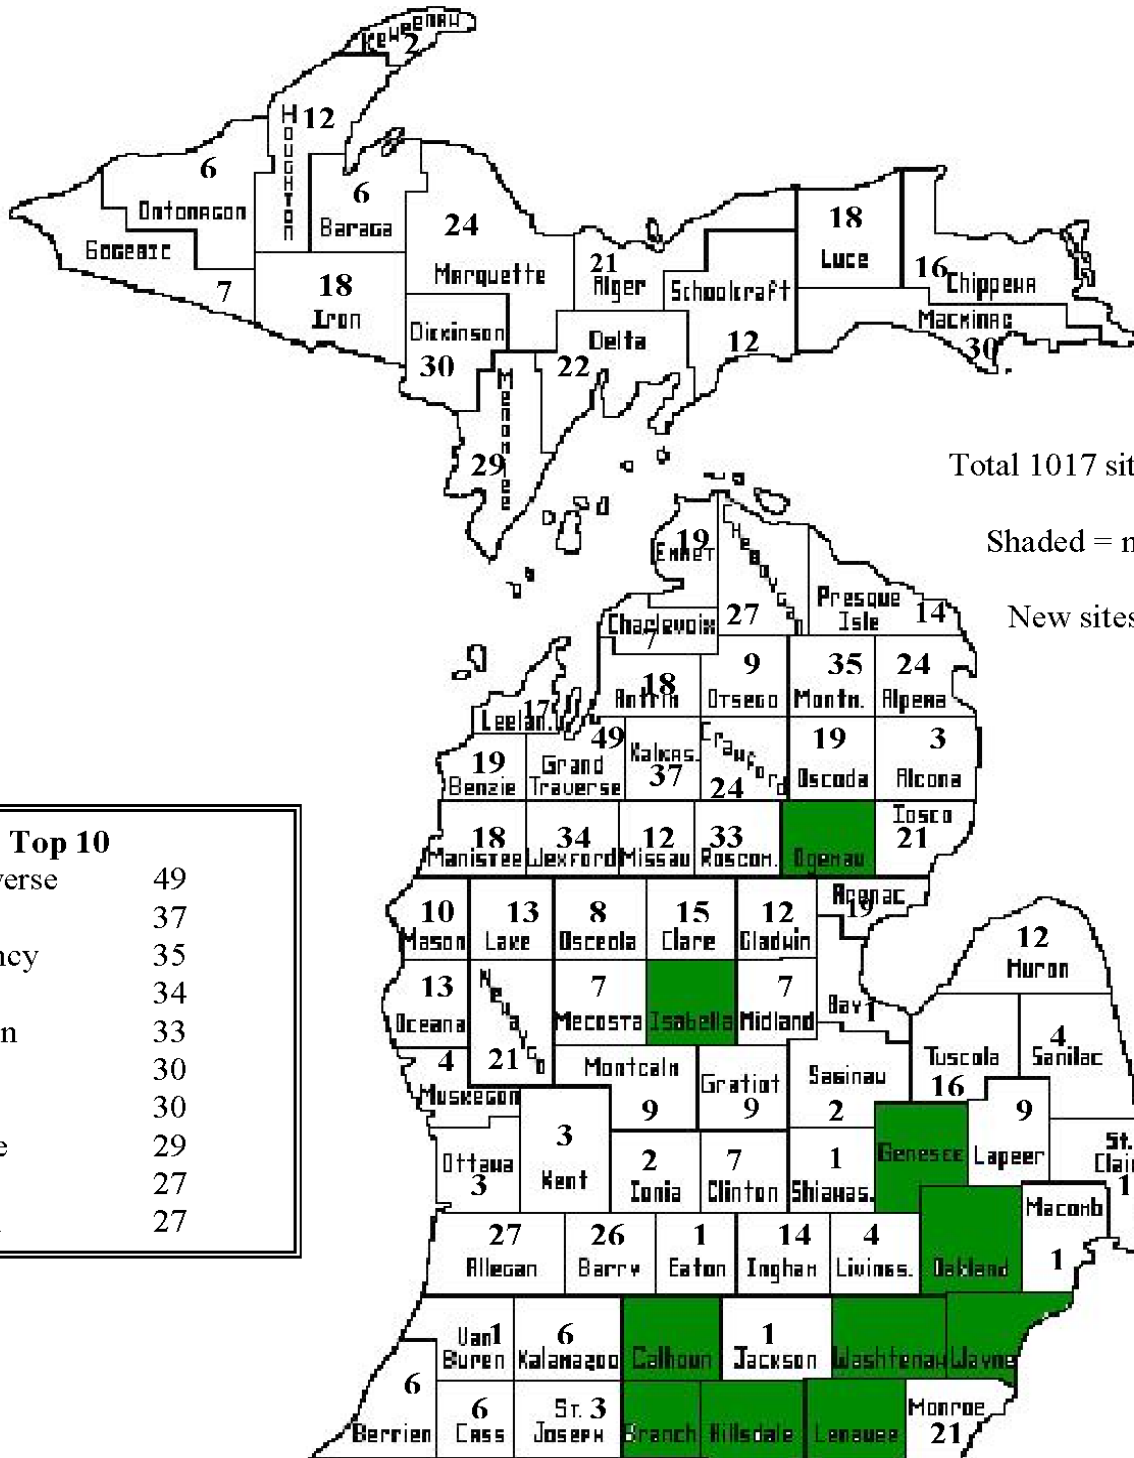 Keweenaw
2
Houghton
12
6
Ontonagon
6
Baraga
Gogebic
7
18
Iron
24
Marquette
Dickinson
30
21
Alger
Schoolcraft
12
Delta
22
Menominee
29
18
Luce
16
Chippewa
Mackinac
30
Total 1017 sit
Shaded = n
New sites
19
Emmet
Cheboygan
27
Presque
Isle
14
Charlevoix
7
18
Antrim
9
Otsego
35
Montm.
24
Alpena
17
Leelan.
49
Grand
Traverse
19
Benzie
Kalkas.
37
Crawford
24
19
Oscoda
3
Alcona
18
Manistee
34
Wexford
12
Missau
33
Roscom.
Ogemaw
Iosco
21
10
Mason
13
Lake
8
Osceola
15
Clare
12
Gladwin
Arenac
19
12
Huron
13
Oceana
Newaygo
21
7
Mecosta
Isabella
7
Midland
Bay 1
Tuscola
16
4
Sanilac
4
Muskegon
Montcalm
9
Gratiot
9
Saginaw
2
Genesee
9
Lapeer
St.
Clai
1
Ottawa
3
3
Kent
2
Ionia
7
Clinton
1
Shiawas.
27
Allegan
26
Barry
1
Eaton
14
Ingham
4
Livings.
Oakland
Macomb
1
Van 1
Buren
6
Kalamazoo
Calhoun
1
Jackson
Washtenaw
Wayne
6
Berrien
6
Cass
St. 3
Joseph
Branch
Hillsdale
Lenawee
Monroe
21
Top 10
verse 49
37
ncy 35
34
n 33
30
30
e 29
27
27